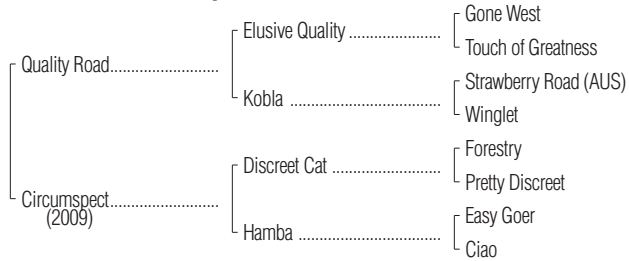 Gone West
Elusive Quality ....................
Touch of Greatness
Quality Road........................
Strawberry Road (AUS)
Kobla .................................
Winglet
Forestry
Discreet Cat ........................
Pretty Discreet
Circumspect........................
(2009)
Easy Goer
Hamba ...............................
Ciao